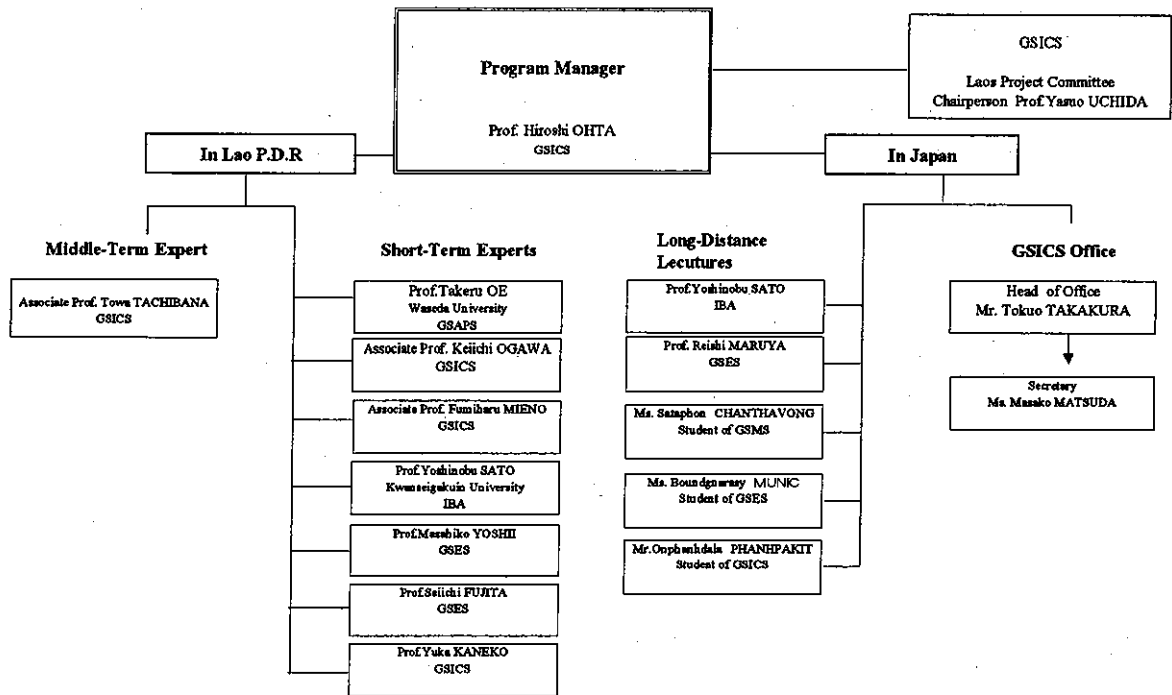 Program Manager
Prof. Hiroshi OHTA
GSICS
GSICS
Laos Project Committee
Chairperson Prof.Yasuo UCHIDA
In Lao P.D.R
In Japan
Middle-Term Expert
Associate Prof. Towa TACHIBANA
GSICS
Short-Term Experts
Prof.Takeru OE
Waseda University
GSAPS
Associate Prof. Keiichi OGAWA
GSICS
Associate Prof. Fumiharu MIENO
GSICS
Prof.Yoshinobu SATO
Kwanseigakuin University
IBA
Prof.Masahiko YOSHII
GSES
Prof.Seiichi FUJITA
GSES
Prof.Yuka KANEKO
GSICS
Long-Distance
Lecutures
Prof.Yoshinobu SATO
IBA
Prof. Reishi MARUYA
GSES
Ms. Sataphon CHANTHAVONG
Student of GSMS
Ms. Boundgnarasy MUNIC
Student of GSES
Mr.Onphanhdala PHANHPAKIT
Student of GSICS
GSICS Office
Head of Office
Mr. Tokuo TAKAKURA
Secretary
Ms. Masako MATSUDA